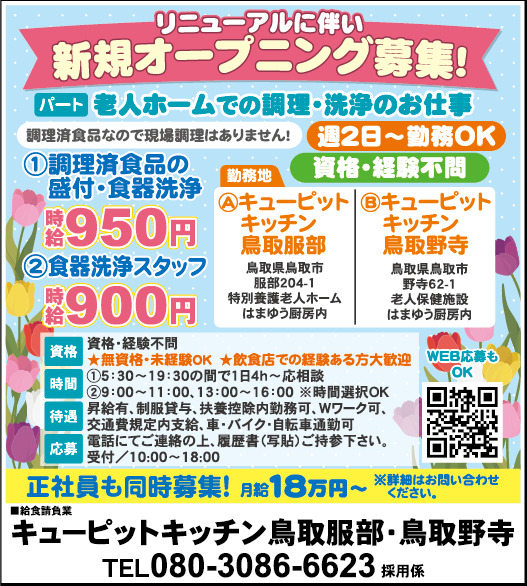 リニューアルに伴い
新規オープニング募集!
パート 老人ホームでの調理・洗浄のお仕事
調理済食品なので現場調理はありません!
週2日～勤務OK
資格・経験不問
①調理済食品の
盛付・食器洗浄
時給950円
②食器洗浄スタッフ
時給900円
勤務地
Ⓐキューピット
キッチン
鳥取服部
鳥取県鳥取市
服部204-1
特別養護老人ホーム
はまゆう厨房内
Ⓑキューピット
キッチン
鳥取野寺
鳥取県鳥取市
野寺62-1
老人保健施設
はまゆう厨房内
資格 資格・経験不問
★無資格・未経験OK ★飲食店での経験ある方大歓迎
時間 ①5:30～19:30の間で1日4h～応相談
②9:00～11:00、13:00～16:00 ※時間選択OK
待遇 昇給有、制服貸与、扶養控除内勤務可、Wワーク可、
交通費規定内支給、車・バイク・自転車通勤可
応募 電話にてご連絡の上、履歴書(写貼)ご持参下さい。
受付/10:00～18:00
WEB応募も
OK
正社員も同時募集! 月給18万円～ ※詳細はお問い合わせ
ください。
■給食請負業
キューピットキッチン鳥取服部・鳥取野寺
TEL080-3086-6623 採用係